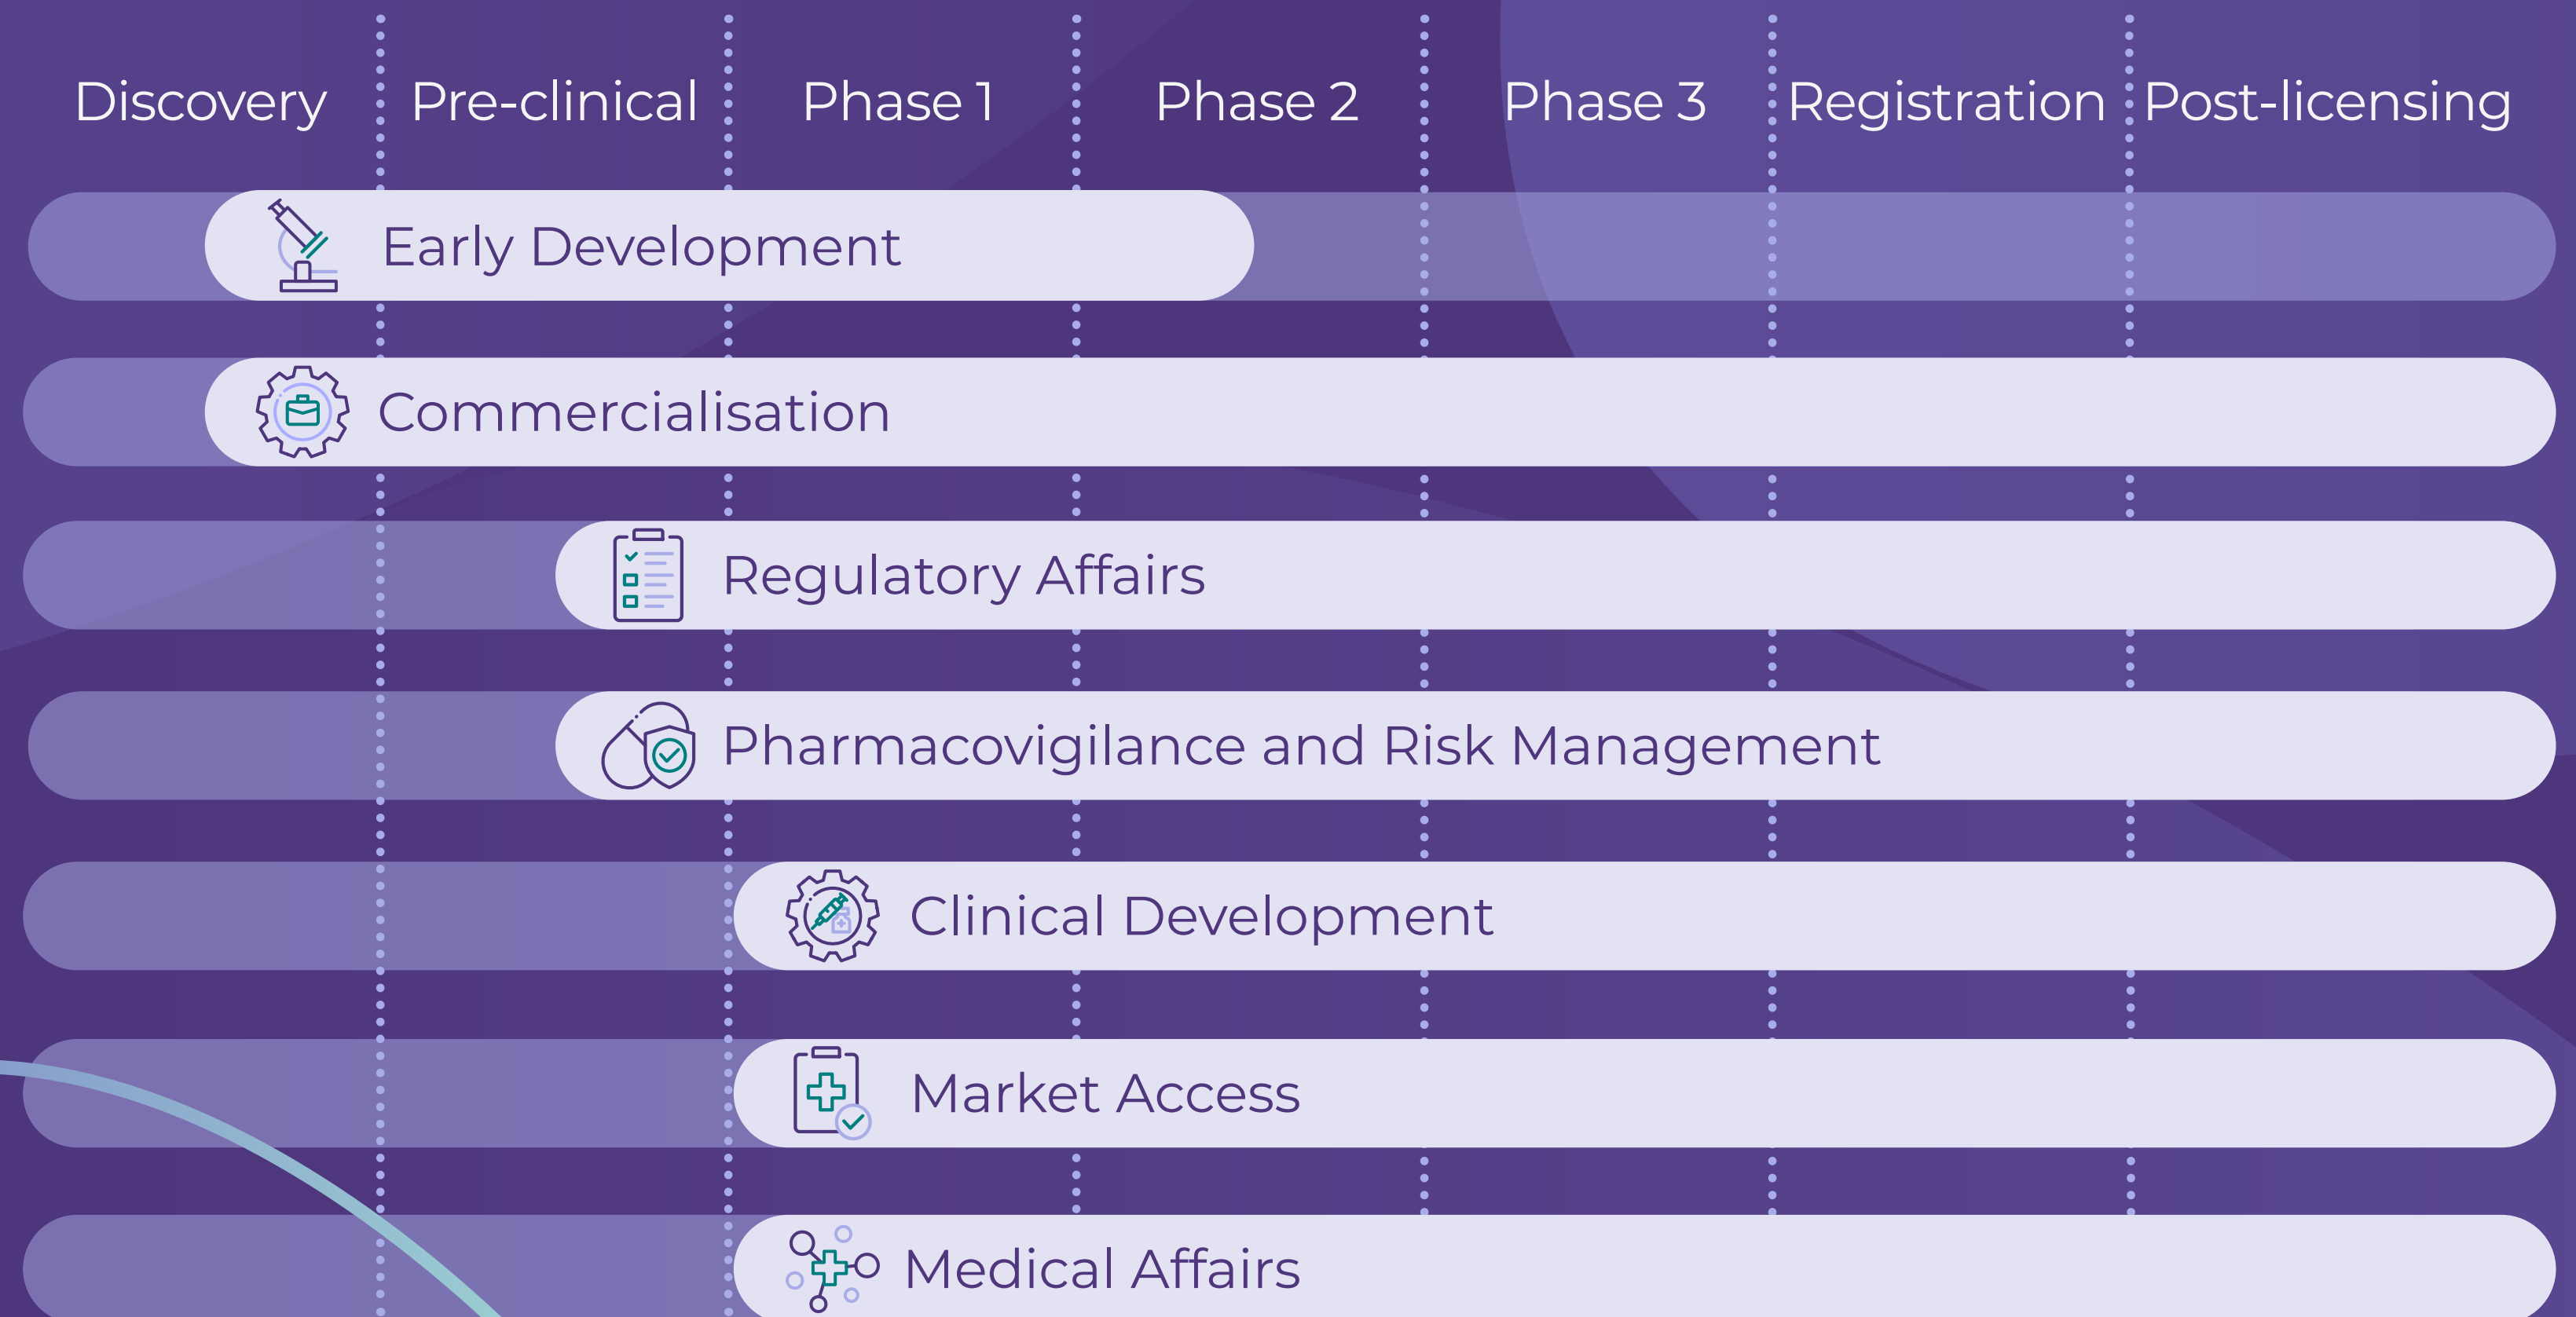 Discovery Pre-clinical Phase 1 Phase 2 Phase 3 Registration Post-licensing
Early Development
Commercialisation
Regulatory Affairs
Pharmacovigilance and Risk Management
Clinical Development
Market Access
Medical Affairs